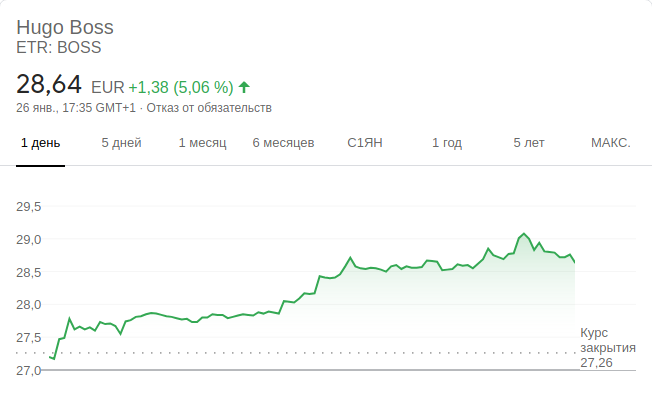 Hugo Boss
ETR: BOSS
28,64 EUR +1,38 (5,06 %)
26 янв., 17:35 GMT+1 · Отказ от обязательств
1 день 5 дней 1 месяц 6 месяцев С1ЯН 1 год 5 лет МАКС.
29,5
29,0
28,5
28,0
27,5
27,0
Курс
закрытия
27,26